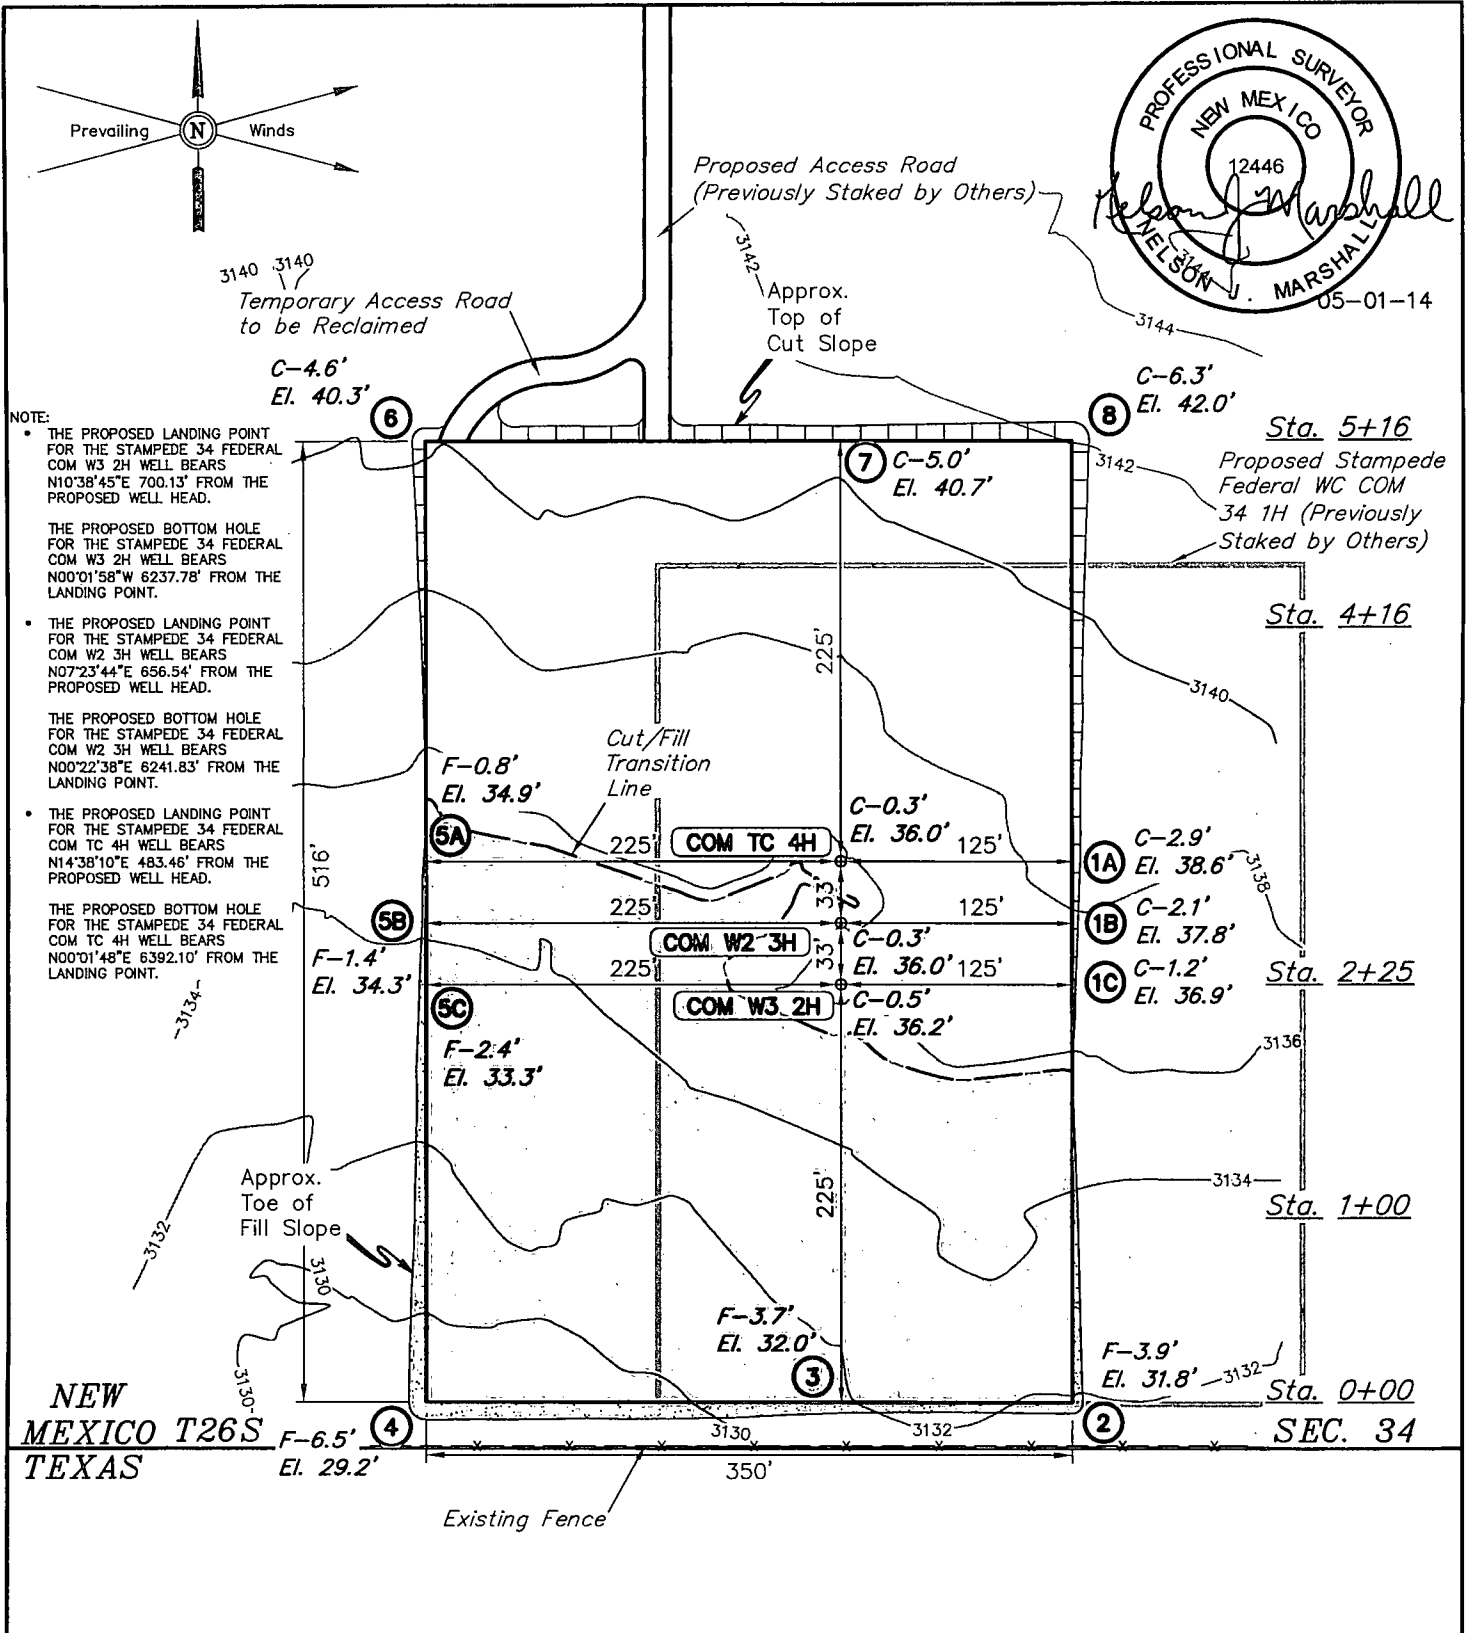 Prevailing
N
Winds
PROFESSIONAL SURVEYOR
NEW MEXICO
12446
Nelson J Marshall
NELSON J. MARSHALL
3144
05-01-14
Proposed Access Road
(Previously Staked by Others)
3142
3140
3140
Temporary Access Road
to be Reclaimed
Approx.
Top of
Cut Slope
3144
C-4.6'
El. 40.3'
6
C-6.3'
El. 42.0'
8
Sta. 5+16
NOTE:
• THE PROPOSED LANDING POINT
FOR THE STAMPEDE 34 FEDERAL
COM W3 2H WELL BEARS
N10°38'45"E 700.13' FROM THE
PROPOSED WELL HEAD.
THE PROPOSED BOTTOM HOLE
FOR THE STAMPEDE 34 FEDERAL
COM W3 2H WELL BEARS
N00°01'58"W 6237.78' FROM THE
LANDING POINT.
• THE PROPOSED LANDING POINT
FOR THE STAMPEDE 34 FEDERAL
COM W2 3H WELL BEARS
N07°23'44"E 656.54' FROM THE
PROPOSED WELL HEAD.
THE PROPOSED BOTTOM HOLE
FOR THE STAMPEDE 34 FEDERAL
COM W2 3H WELL BEARS
N00°22'38"E 6241.83' FROM THE
LANDING POINT.
• THE PROPOSED LANDING POINT
FOR THE STAMPEDE 34 FEDERAL
COM TC 4H WELL BEARS
N14°38'10"E 483.46' FROM THE
PROPOSED WELL HEAD.
THE PROPOSED BOTTOM HOLE
FOR THE STAMPEDE 34 FEDERAL
COM TC 4H WELL BEARS
N00°01'48"E 6392.10' FROM THE
LANDING POINT.
7
C-5.0'
El. 40.7'
3142
Proposed Stampede
Federal WC COM
34 1H (Previously
Staked by Others)
Sta. 4+16
225'
3140
Cut/Fill
Transition
Line
F-0.8'
El. 34.9'
5A
225'
COM TC 4H
C-0.3'
El. 36.0'
125'
1A
C-2.9'
El. 38.6'
3138
516'
33'
5B
225'
125'
1B
C-2.1'
El. 37.8'
COM W2 3H
C-0.3'
El. 36.0'
33'
F-1.4'
El. 34.3'
225'
125'
1C
C-1.2'
El. 36.9'
Sta. 2+25
5C
COM W3 2H
C-0.5'
El. 36.2'
F-2.4'
El. 33.3'
-3134-
3136
Approx.
Toe of
Fill Slope
225'
3134
Sta. 1+00
3132
3130
F-3.7'
El. 32.0'
3
F-3.9'
El. 31.8'
3132
Sta. 0+00
3130
NEW
MEXICO T26S
4
3130
3132
2
SEC. 34
TEXAS
F-6.5'
El. 29.2'
350'
Existing Fence